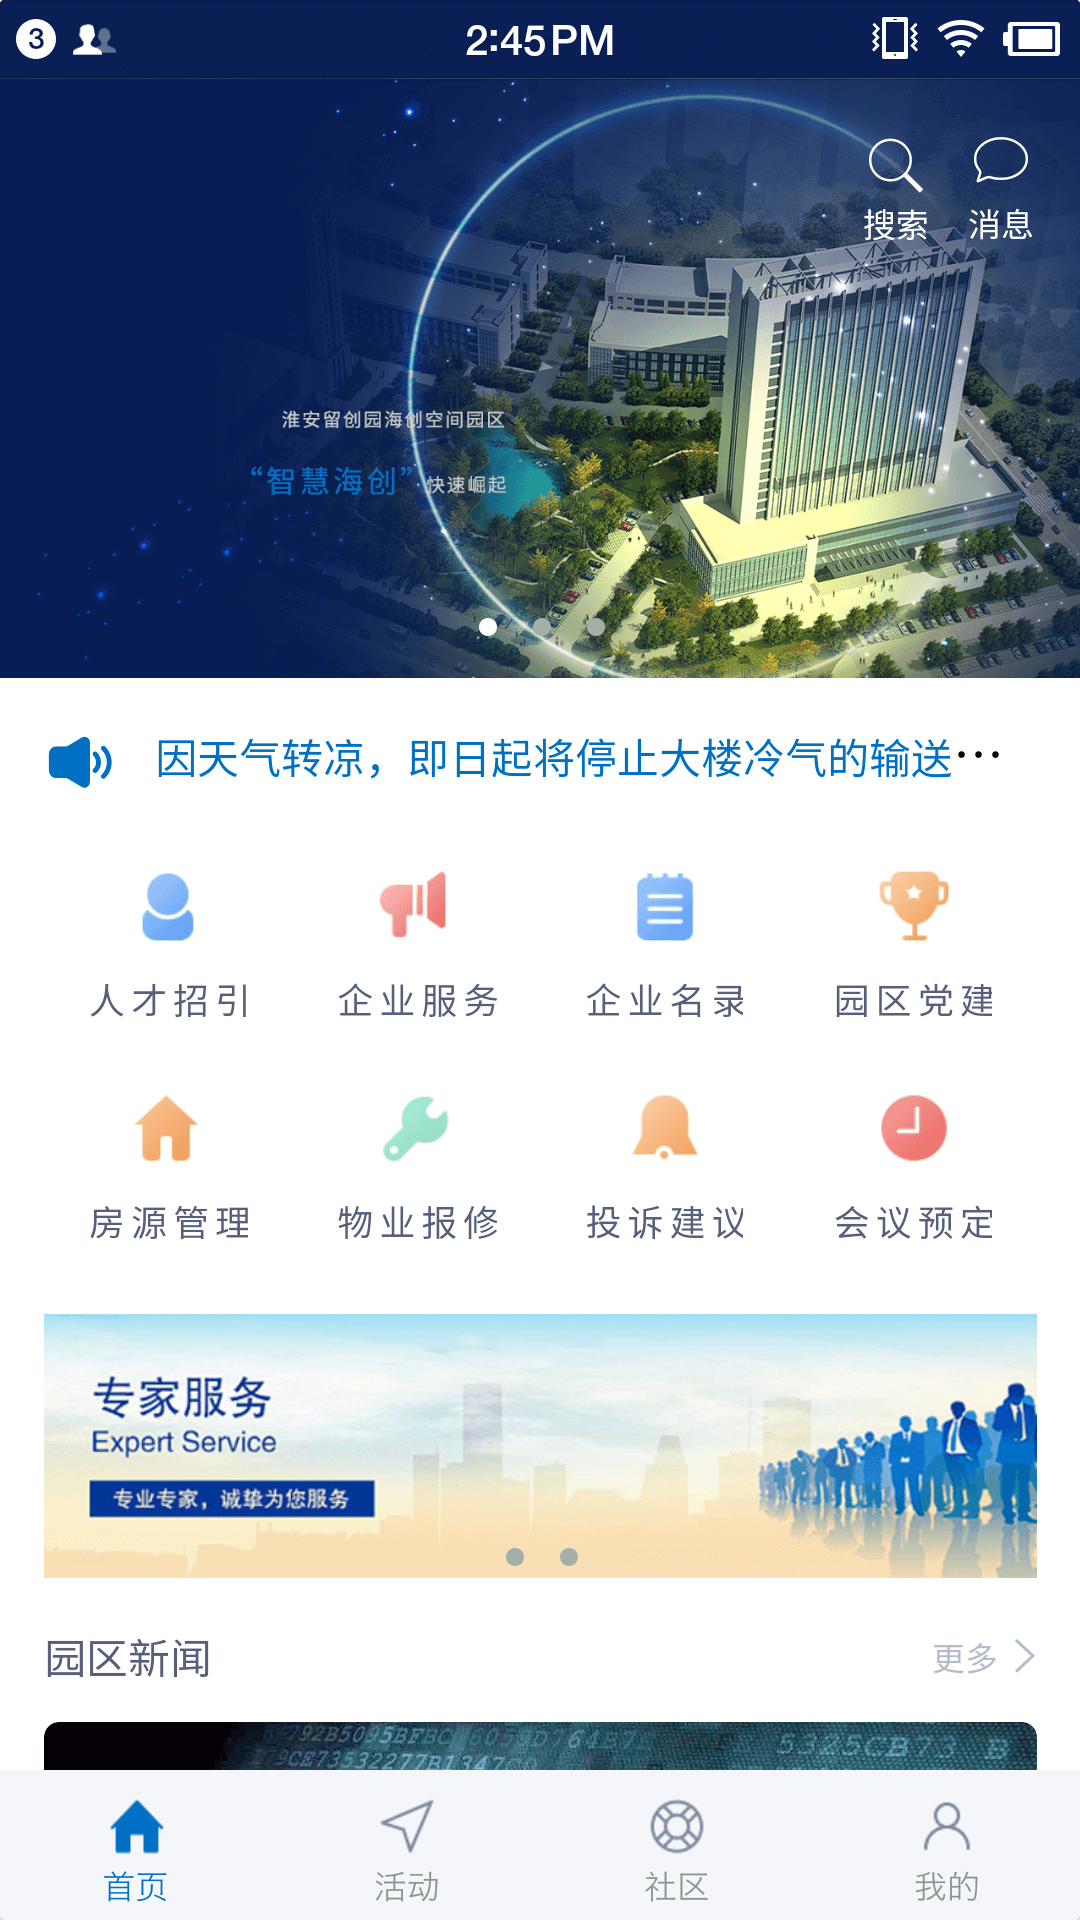 3
2:45PM
搜索 消息
淮安留创园海创空间园区
“智慧海创”·快速崛起
因天气转凉，即日起将停止大楼冷气的输送···
人才招引 企业服务 企业名录 园区党建
房源管理 物业报修 投诉建议 会议预定
专家服务
Expert Service
专业专家，诚挚为您服务
园区新闻 更多
首页 活动 社区 我的